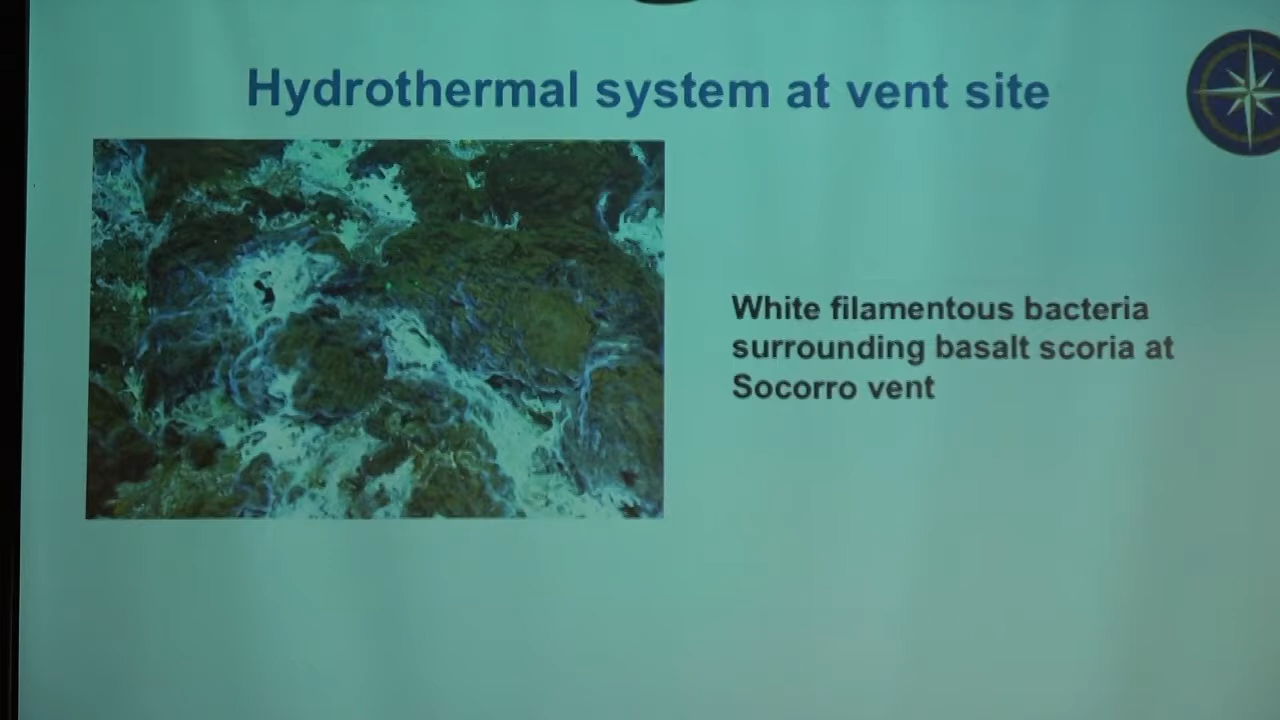 Hydrothermal system at vent site
White filamentous bacteria
surrounding basalt scoria at
Socorro vent